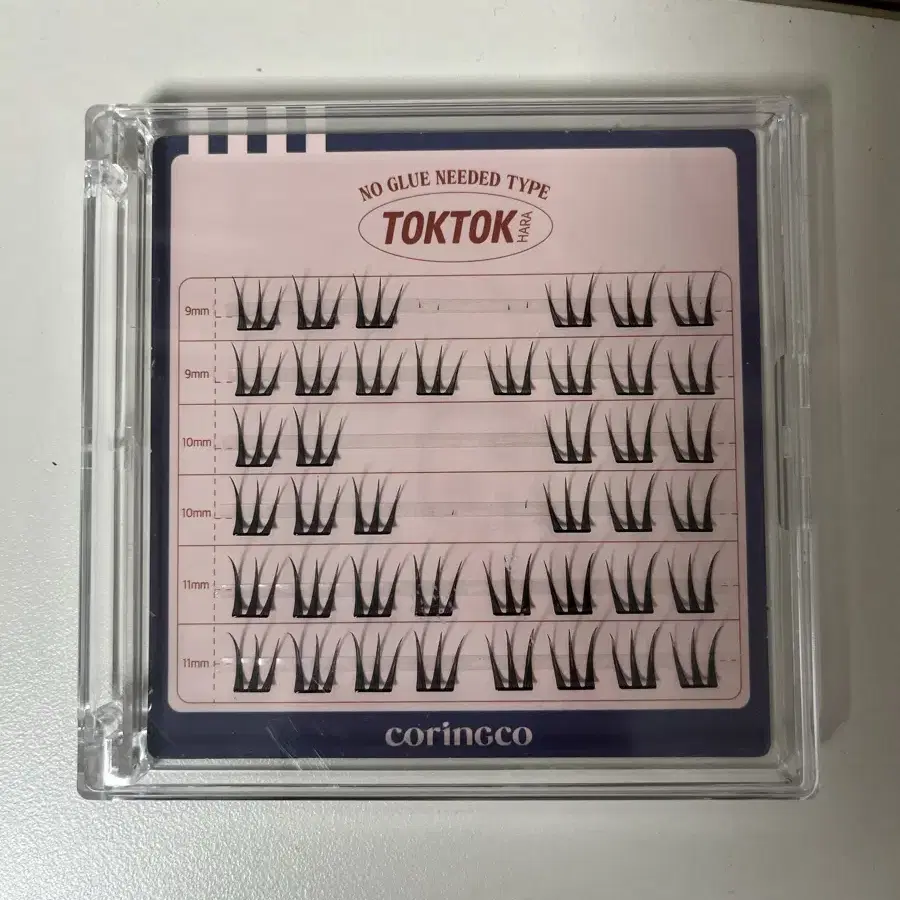 NO GLUE NEEDED TYPE
TOKTOK
HARA
9mm
9mm
10mm
10mm
11mm
11mm
coringco